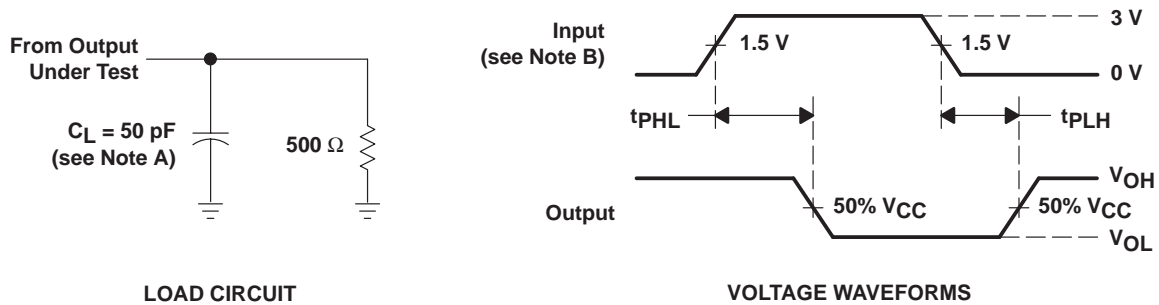 From Output
Under Test
CL = 50 pF
(see Note A)
500 Ω
LOAD CIRCUIT
Input
(see Note B)
1.5 V
1.5 V
3 V
0 V
tPHL
tPLH
Output
50% VCC
50% VCC
VOH
VOL
VOLTAGE WAVEFORMS